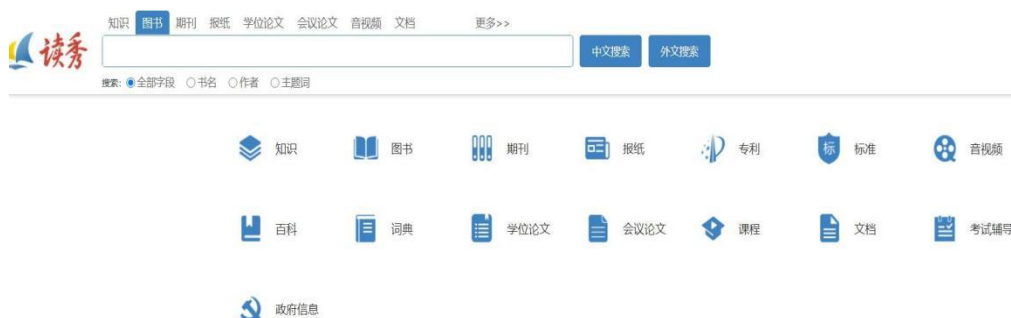 知识 图书 期刊 报纸 学位论文 会议论文 音视频 文档 更多>>
读秀
中文搜索 外文搜索
搜索: 全部字段 书名 作者 主题词
知识 图书 期刊 报纸 专利 标 标准 音视频
百科 词典 学位论文 会议论文 课程 文档 考试辅导
政府信息